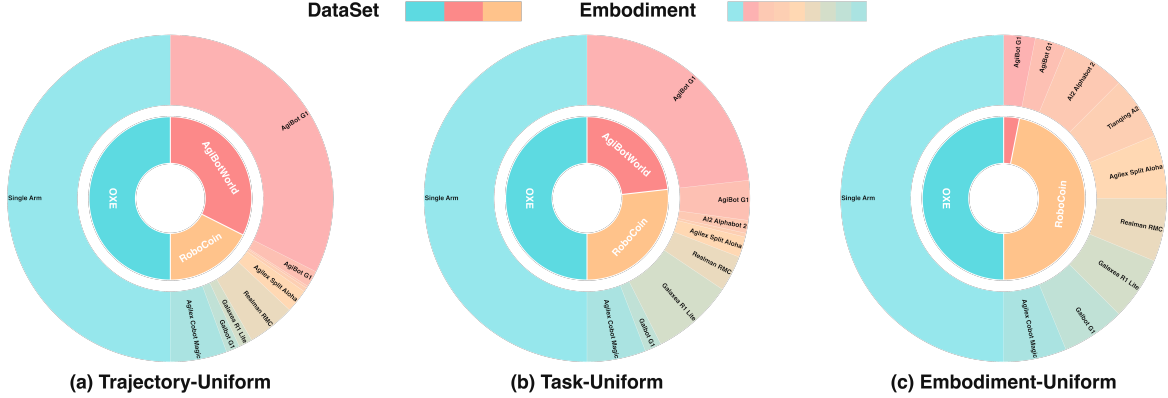 DataSet
Embodiment
Single Arm
AgiBot G1
AgiBot G1
Agilex Split Aloha
Realman RMC
Galaxea R1 Lite
Galbot G1
Agilex Cobot Magic
OXE
AgiBotWorld
RoboCoin
(a) Trajectory-Uniform
Single Arm
AgiBot G1
AgiBot G1
AI2 Alphabot 2
Agilex Split Aloha
Realman RMC
Galaxea R1 Lite
Galbot G1
Agilex Cobot Magic
OXE
AgiBotWorld
RoboCoin
(b) Task-Uniform
Single Arm
AgiBot G1
AgiBot G1
AI2 Alphabot 2
Tianqing A2
Agilex Split Aloha
Realman RMC
Galaxea R1 Lite
Galbot G1
Agilex Cobot Magic
OXE
RoboCoin
(c) Embodiment-Uniform